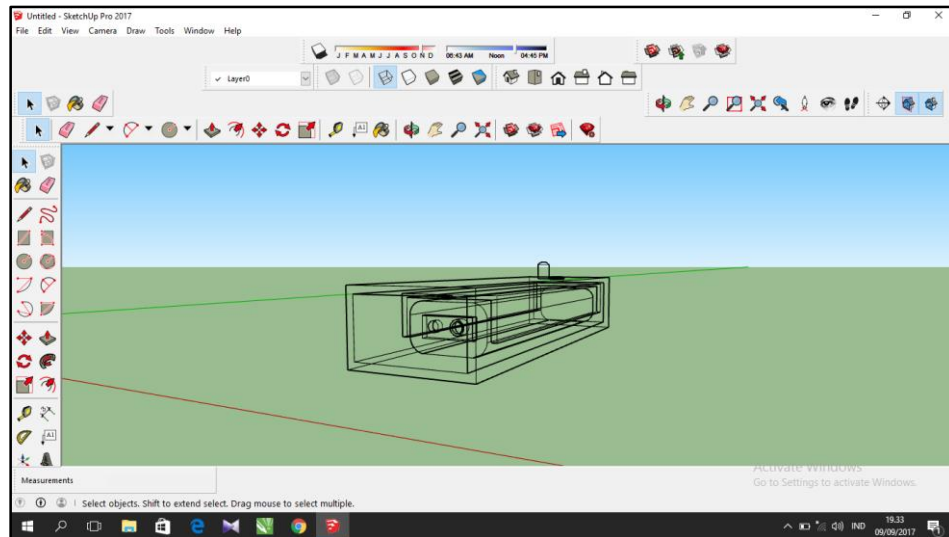 Untitled - SketchUp Pro 2017
File Edit View Camera Draw Tools Window Help
J F M A M J J A S O N D 06:43 AM Noon 04:45 PM
Layer0
A1
A1
Measurements
Activate Windows
Go to Settings to activate Windows.
Select objects. Shift to extend select. Drag mouse to select multiple.
IND
19.33
09/09/2017